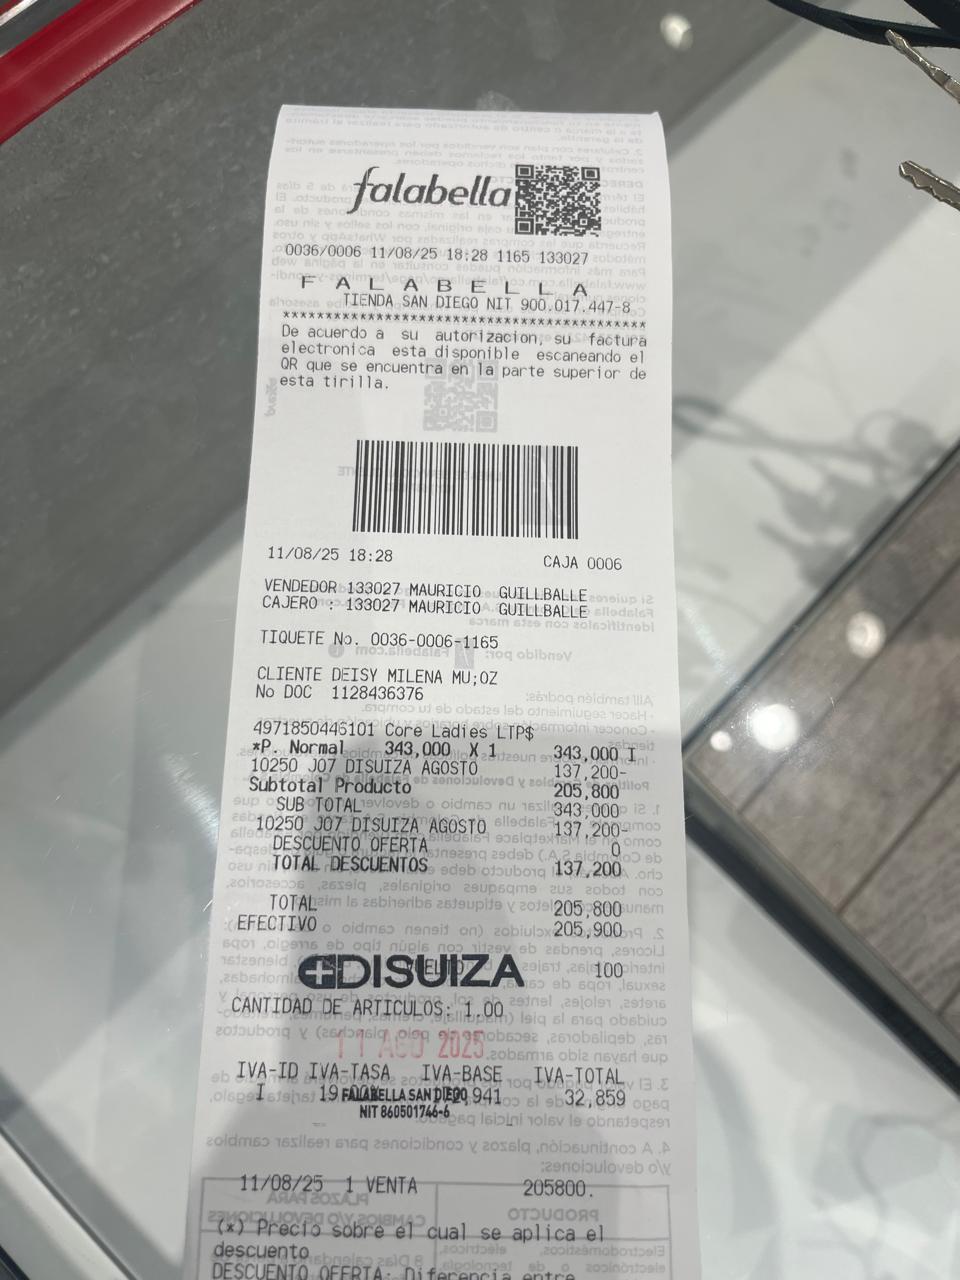 falabella
0036/0006 11/08/25 18:28 1165 133027
F A L A B E L L A
TIENDA SAN DIEGO NIT 900.017.447-8
******************************************
De acuerdo a su autorizacion, su factura
electronica esta disponible escaneando el
QR que se encuentra en la parte superior de
esta tirilla.
11/08/25 18:28 CAJA 0006
VENDEDOR 133027 MAURICIO GUILLBALLE
CAJERO : 133027 MAURICIO GUILLBALLE
TIQUETE No. 0036-0006-1165
CLIENTE DEISY MILENA MU;OZ
No DOC 1128436376
4971850446101 Core Ladies LTP$
*P. Normal 343,000 X 1 343,000 I
10250 J07 DISUIZA AGOSTO 137,200-
Subtotal Producto 205,800
SUB TOTAL 343,000
10250 J07 DISUIZA AGOSTO 137,200-
DESCUENTO OFERTA 0
TOTAL DESCUENTOS 137,200
TOTAL 205,800
EFECTIVO 205,900
DISUIZA 100
CANTIDAD DE ARTICULOS: 1.00
11 AGO 2025
IVA-ID IVA-TASA IVA-BASE IVA-TOTAL
I 32,859
FALABELLA SAN DIEGO
NIT 860501746-6
11/08/25 1 VENTA 205800.
(*) Precio sobre el cual se aplica el
descuento
DESCUENTO OFERTA: Diferencia entre